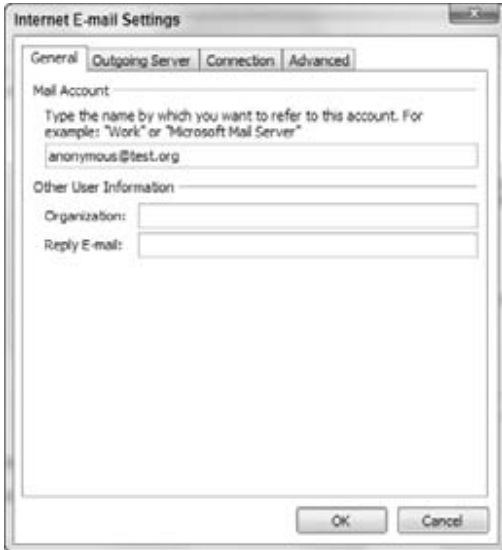 Internet E-mail Settings
General Outgoing Server Connection Advanced
Mail Account
Type the name by which you want to refer to this account. For
example: "Work" or "Microsoft Mail Server"
anonymous@test.org
Other User Information
Organization:
Reply E-mail:
OK Cancel